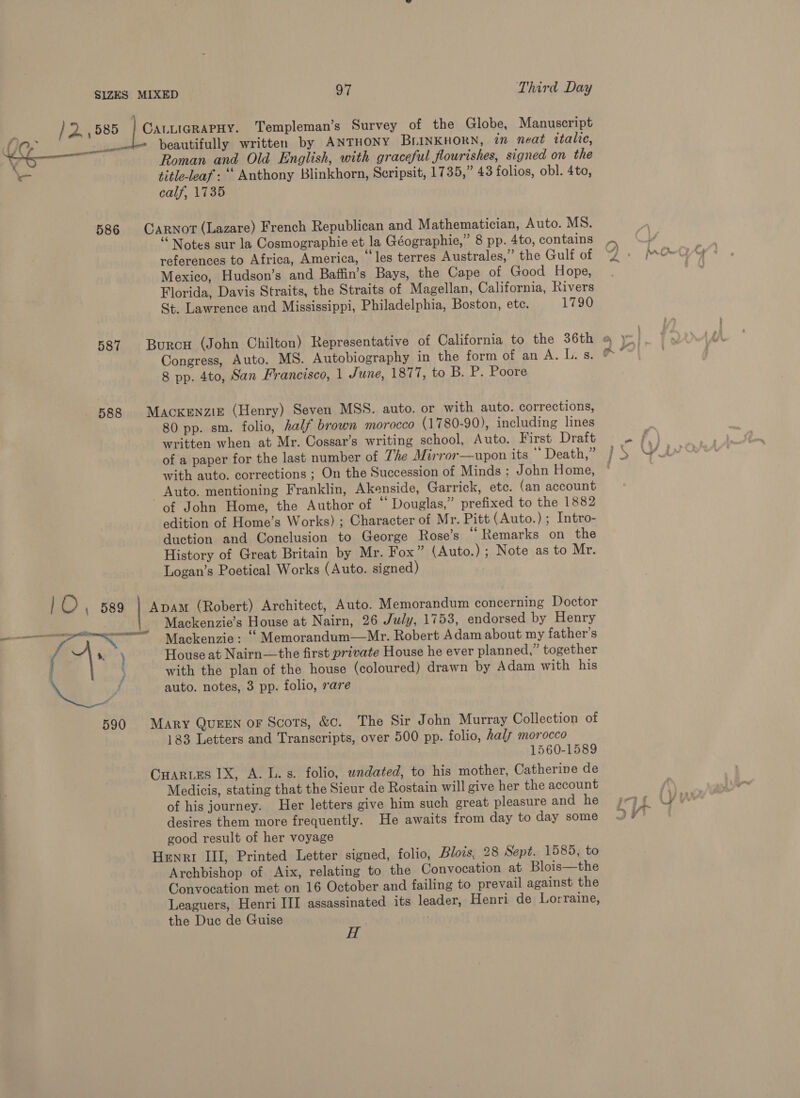 SIZES MIXED 97 Third Day
12, 585 CALLIGRAPHY. Templeman's Survey of the Globe, Manuscript
beautifully written by ANTHONY BLINKHORN, in neat italic,
Roman and Old English, with graceful flourishes, signed on the
title-leaf: “Anthony Blinkhorn, Scripsit, 1735,” 43 folios, obl. 4to,
calf, 1735
586 CARNOT (Lazare) French Republican and Mathematician, Auto. MS.
“Notes sur la Cosmographie et la Géographie,” 8 pp. 4to, contains
references to Africa, America, “les terres Australes,” the Gulf of
Mexico, Hudson's and Baffin's Bays, the Cape of Good Hope,
Florida, Davis Straits, the Straits of Magellan, California, Rivers
St. Lawrence and Mississippi, Philadelphia, Boston, etc. 1790
587 BURCH (John Chilton) Representative of California to the 36th
Congress, Auto. MS. Autobiography in the form of an A. L. s.
8 pp. 4to, San Francisco, 1 June, 1877, to B. P. Poore
588 MACKENZIE (Henry) Seven MSS. auto. or with auto. corrections,
80 pp. sm. folio, half brown morocco (1780-90), including lines
written when at Mr. Cossar's writing school, Auto. First Draft
of a paper for the last number of The Mirror—upon its “Death,”
with auto. corrections; On the Succession of Minds; John Home,
Auto. mentioning Franklin, Akenside, Garrick, etc. (an account
of John Home, the Author of “Douglas,” prefixed to the 1882
edition of Home's Works); Character of Mr. Pitt (Auto.); Intro-
duction and Conclusion to George Rose's “Remarks on the
History of Great Britain by Mr. Fox” (Auto.); Note as to Mr.
Logan's Poetical Works (Auto. signed)
10, 589 ADAM (Robert) Architect, Auto. Memorandum concerning Doctor
Mackenzie's House at Nairn, 26 July, 1753, endorsed by Henry
Mackenzie: “Memorandum—Mr. Robert Adam about my father's
House at Nairn—the first private House he ever planned,” together
with the plan of the house (coloured) drawn by Adam with his
auto. notes, 3 pp. folio, rare
590 MARY QUEEN OF SCOTS, &c. The Sir John Murray Collection of
183 Letters and Transcripts, over 500 pp. folio, half morocco
1560-1589
CHARLES IX, A. L. s. folio, undated, to his mother, Catherine de
Medicis, stating that the Sieur de Rostain will give her the account
of his journey. Her letters give him such great pleasure and he
desires them more frequently. He awaits from day to day some
good result of her voyage
HENRI III, Printed Letter signed, folio, Blois, 28 Sept. 1585, to
Archbishop of Aix, relating to the Convocation at Blois—the
Convocation met on 16 October and failing to prevail against the
Leaguers, Henri III assassinated its leader, Henri de Lorraine,
the Duc de Guise
H